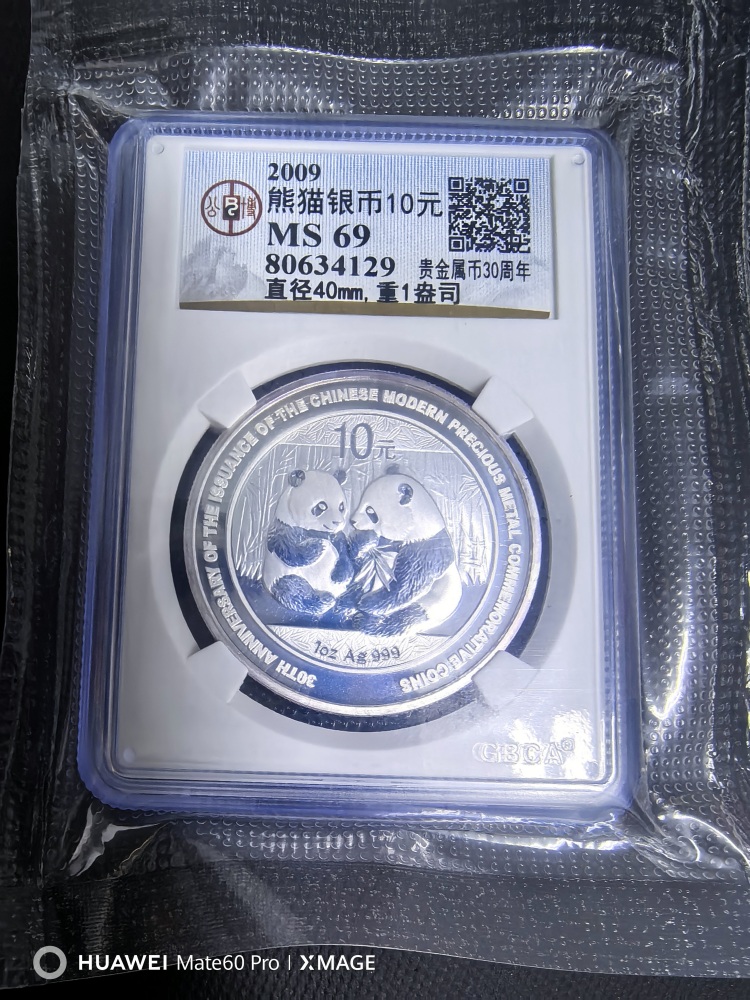 2009
熊猫银币10元
MS 69
80634129 贵金属币30周年
直径40mm,重1盎司
公 博
30TH ANNIVERSARY OF THE ISSUANCE OF THE CHINESE MODERN PRECIOUS METAL COMMEMORATIVE COINS
10元
1oz Ag 999
GBCA®
HUAWEI Mate60 Pro | XMAGE